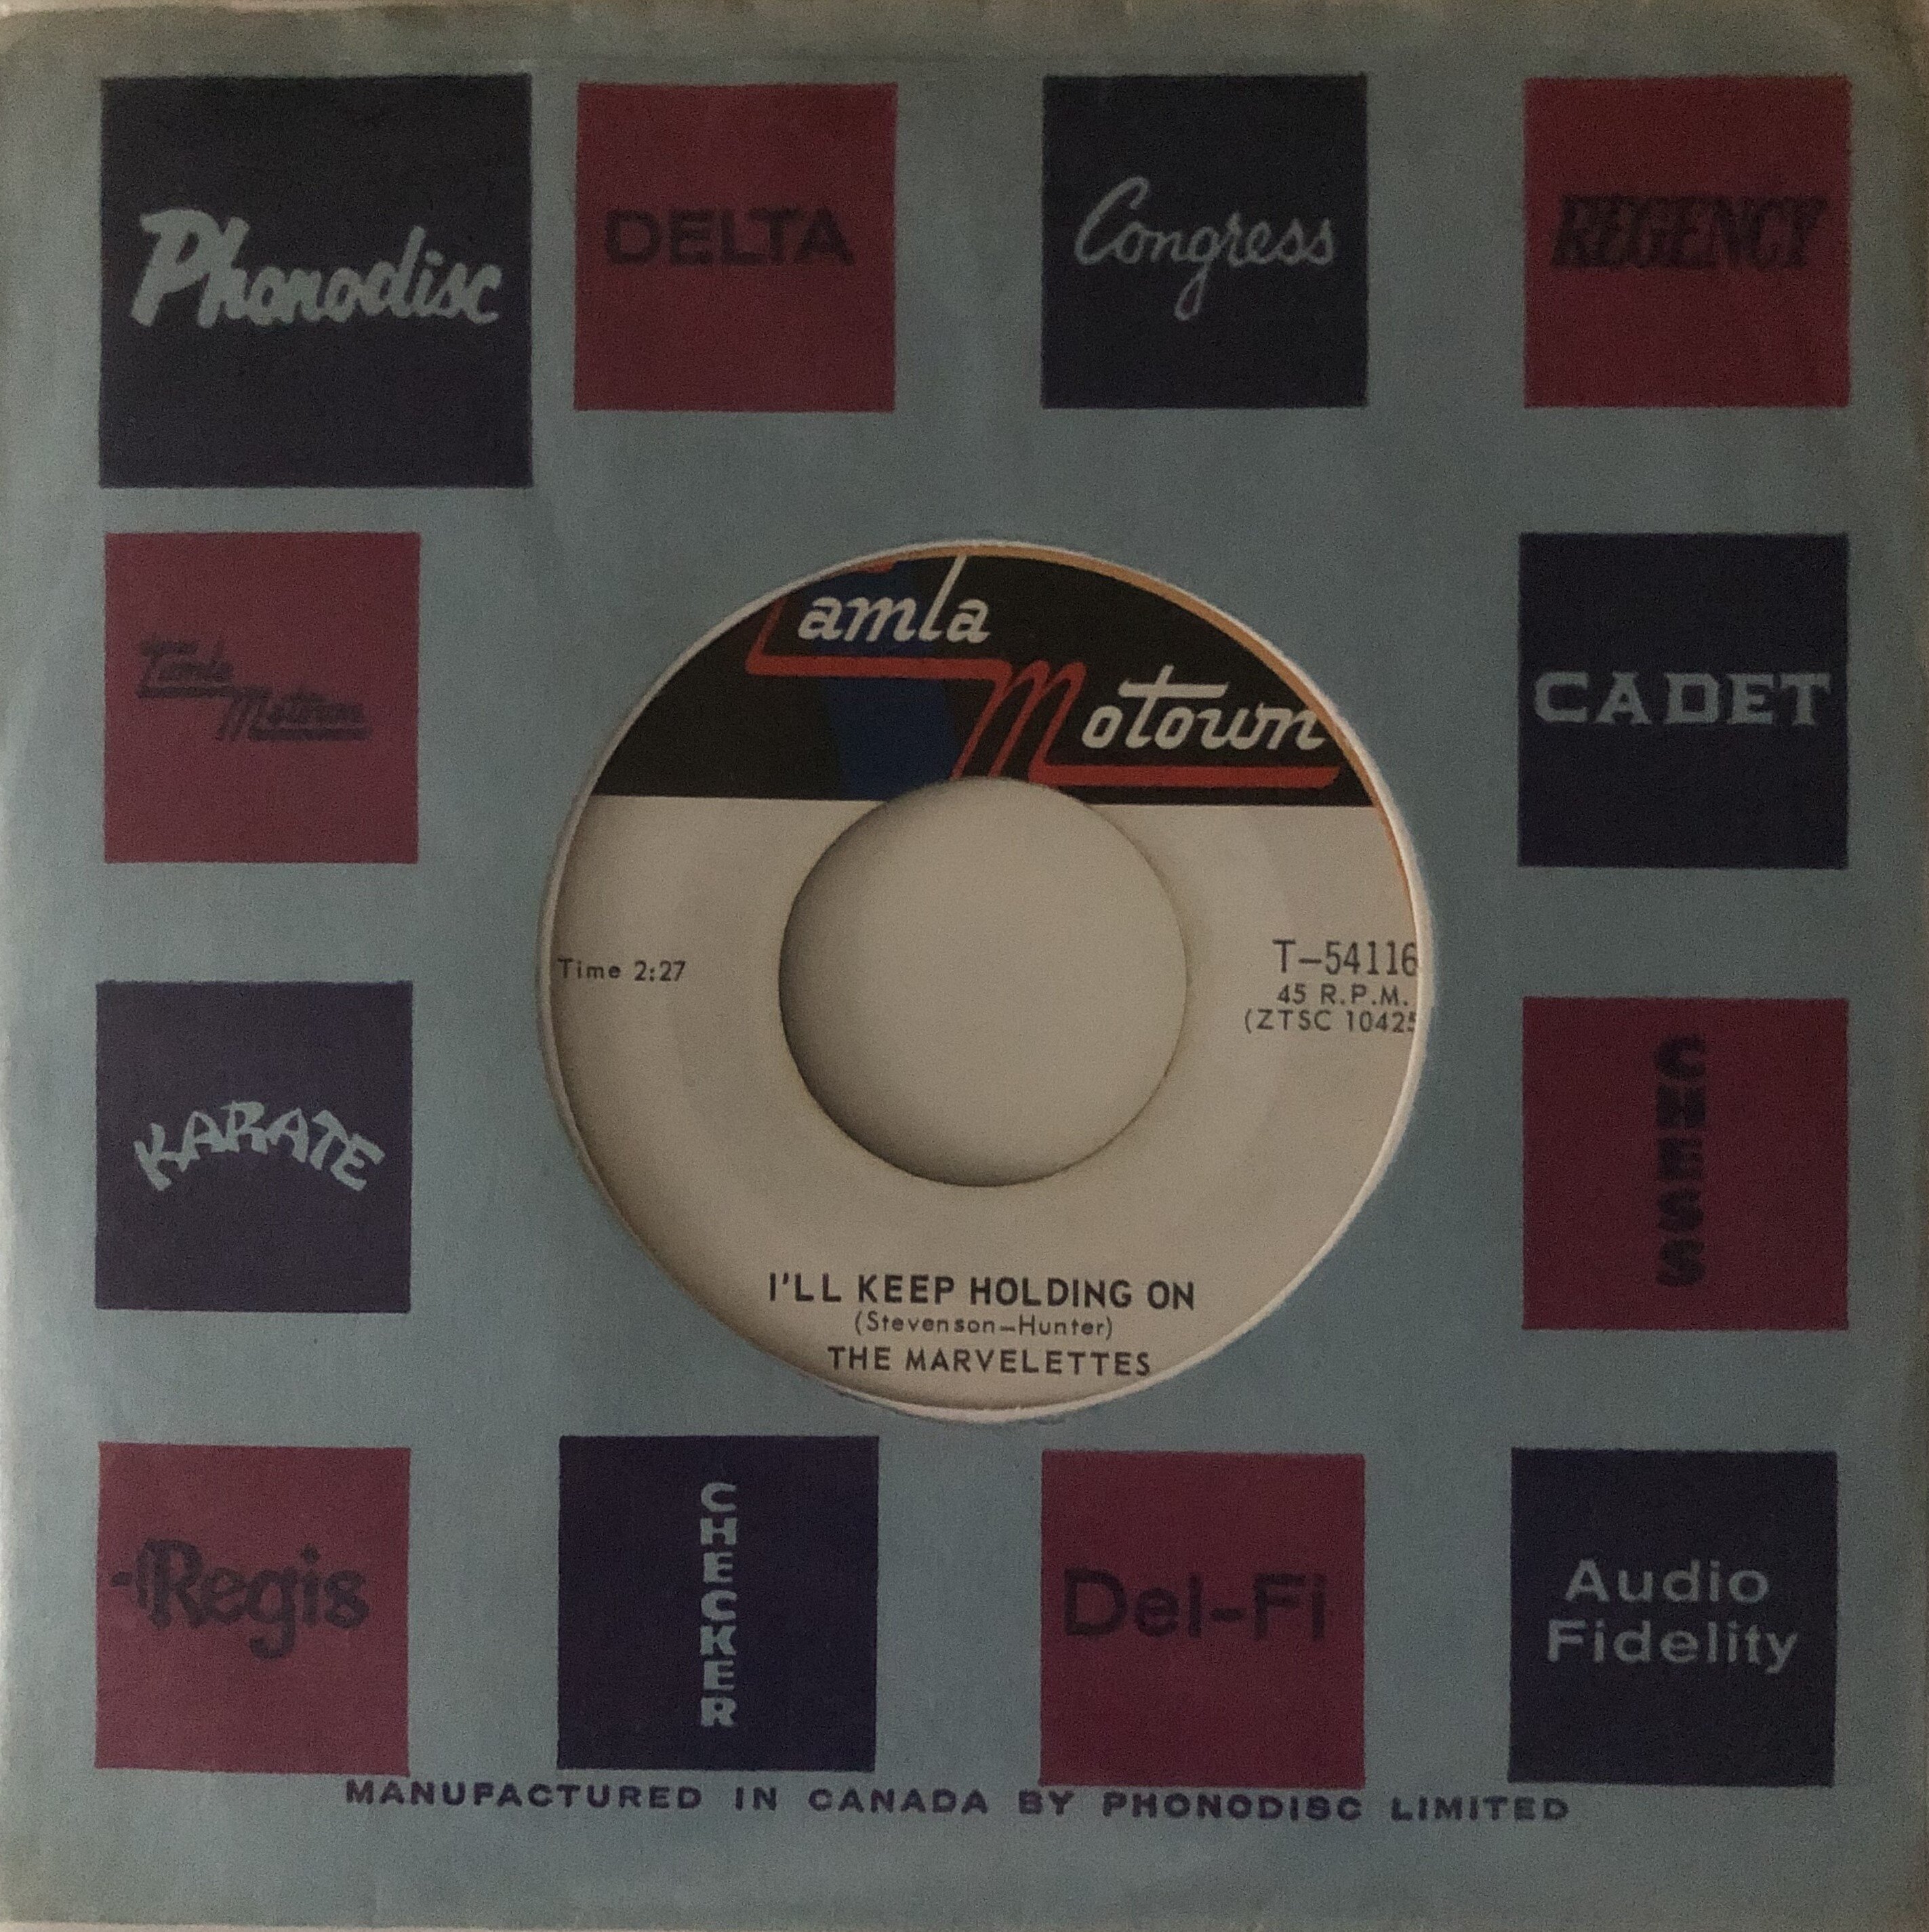 Phonodisc
DELTA
Congress
REGENCY
Tamla
Motown
CADET
KARATE
CHESS
Regis
CHECKER
Del-Fi
Audio
Fidelity
MANUFACTURED IN CANADA BY PHONODISC LIMITED
Tamla
Motown
Time 2:27
T-54116
45 R.P.M.
(ZTSC 10425
I'LL KEEP HOLDING ON
(Stevenson-Hunter)
THE MARVELETTES